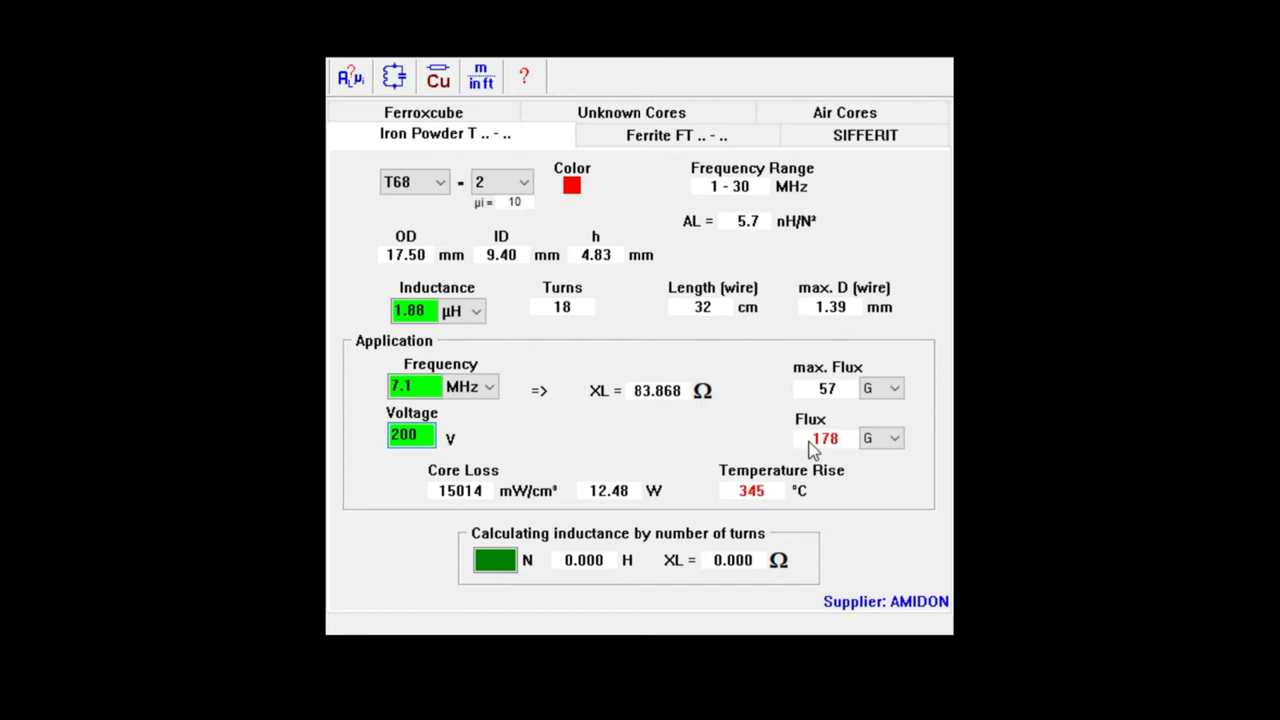 A L ? µi Cu m in ft ?
Ferroxcube Unknown Cores Air Cores
Iron Powder T .. - .. Ferrite FT .. - .. SIFFERIT
Color Frequency Range
T68 - 2 1 - 30 MHz
µi = 10
AL = 5.7 nH/N²
OD ID h
17.50 mm 9.40 mm 4.83 mm
Inductance Turns Length (wire) max. D (wire)
1.88 µH 18 32 cm 1.39 mm
Application
Frequency max. Flux
7.1 MHz => XL = 83.868 Ω 57 G
Voltage Flux
200 V 178 G
Core Loss Temperature Rise
15014 mW/cm³ 12.48 W 345 °C
Calculating inductance by number of turns
N 0.000 H XL = 0.000 Ω
Supplier: AMIDON